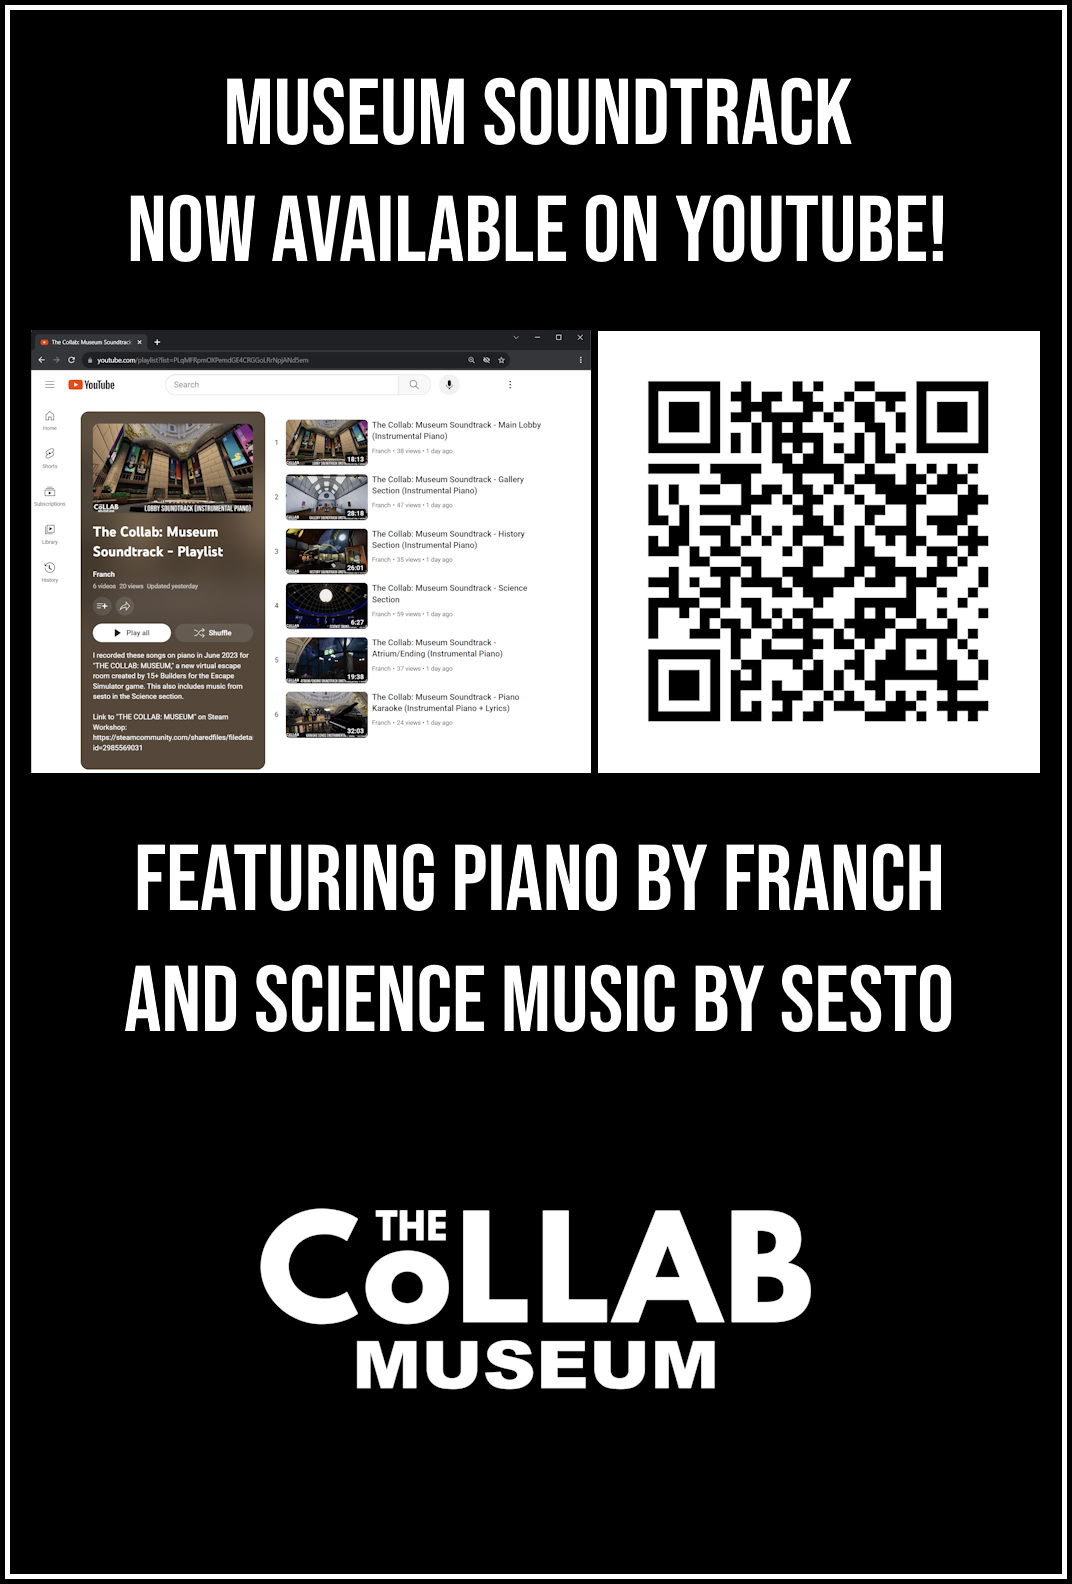 MUSEUM SOUNDTRACK
NOW AVAILABLE ON YOUTUBE!
The Collab: Museum Soundtrack
youtube.com/playlist?list=
YouTube
Search
Home
Shorts
Subscriptions
Library
History
LOBBY SOUNDTRACK (INSTRUMENTAL PIANO)
The Collab: Museum
Soundtrack - Playlist
Franch
6 videos 20 views Updated yesterday
Play all
Shuffle
I recorded these songs on piano in June 2023 for
"THE COLLAB: MUSEUM," a new virtual escape
room created by 15+ Builders for the Escape
Simulator game. This also includes music from
sesto in the Science section.
Link to "THE COLLAB: MUSEUM" on Steam
Workshop:
https://steamcommunity.com/sharedfiles/filedeta
id=2985569031
1
18:13
The Collab: Museum Soundtrack - Main Lobby
(Instrumental Piano)
Franch • 38 views • 1 day ago
2
28:18
The Collab: Museum Soundtrack - Gallery
Section (Instrumental Piano)
Franch • 47 views • 1 day ago
3
26:01
The Collab: Museum Soundtrack - History
Section (Instrumental Piano)
Franch • 35 views • 1 day ago
4
6:27
The Collab: Museum Soundtrack - Science
Section
Franch • 59 views • 1 day ago
5
19:38
The Collab: Museum Soundtrack -
Atrium/Ending (Instrumental Piano)
Franch • 37 views • 1 day ago
6
32:03
The Collab: Museum Soundtrack - Piano
Karaoke (Instrumental Piano + Lyrics)
Franch • 24 views • 1 day ago
FEATURING PIANO BY FRANCH
AND SCIENCE MUSIC BY SESTO
THE
CoLLAB
MUSEUM